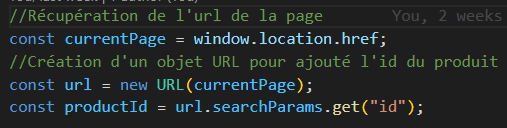 //Récupération de l'url de la page You, 2 weeks
const currentPage = window.location.href;
//Création d'un objet URL pour ajouté l'id du produit
const url = new URL(currentPage);
const productId = url.searchParams.get("id");